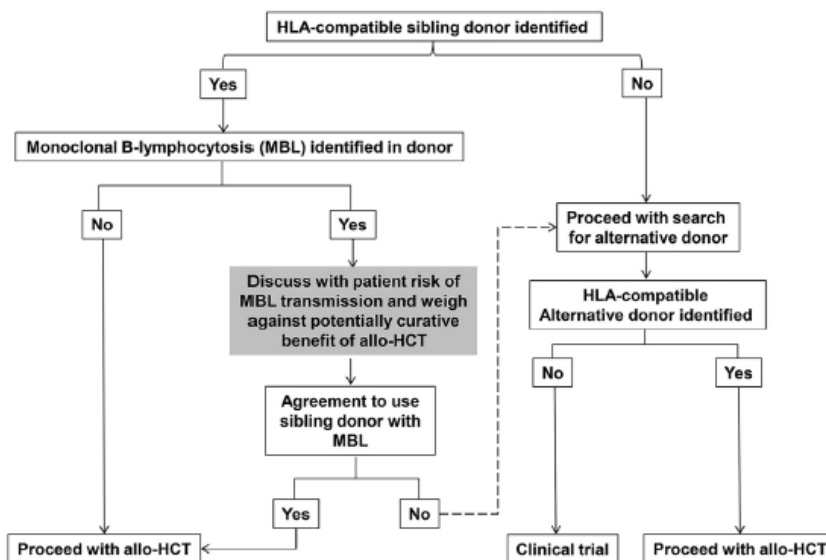 HLA-compatible sibling donor identified
Yes
No
Monoclonal B-lymphocytosis (MBL) identified in donor
No
Yes
Proceed with search
for alternative donor
Discuss with patient risk of
MBL transmission and weigh
against potentially curative
benefit of allo-HCT
HLA-compatible
Alternative donor identified
No
Yes
Agreement to use
sibling donor with
MBL
Yes
No
Proceed with allo-HCT
Clinical trial
Proceed with allo-HCT